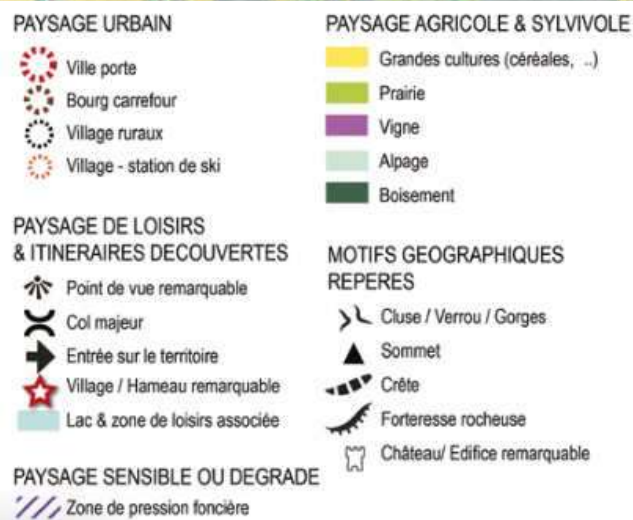 PAYSAGE URBAIN
Ville porte
Bourg carrefour
Village ruraux
Village - station de ski
PAYSAGE DE LOISIRS
& ITINERAIRES DECOUVERTES
Point de vue remarquable
Col majeur
Entrée sur le territoire
Village / Hameau remarquable
Lac & zone de loisirs associée
PAYSAGE SENSIBLE OU DEGRADE
Zone de pression foncière
PAYSAGE AGRICOLE & SYLVIVOLE
Grandes cultures (céréales, ..)
Prairie
Vigne
Alpage
Boisement
MOTIFS GEOGRAPHIQUES
REPERES
Cluse / Verrou / Gorges
Sommet
Crête
Forteresse rocheuse
Château/ Edifice remarquable